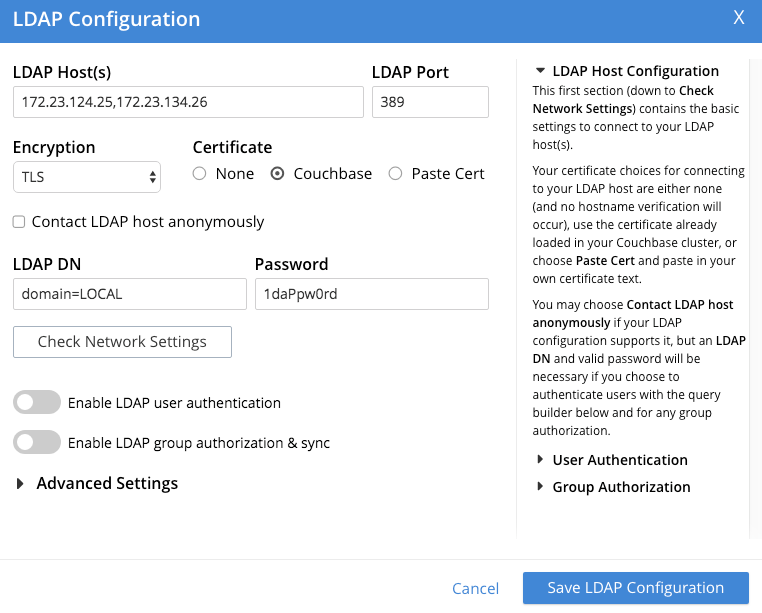 LDAP Configuration
X
LDAP Host(s)
LDAP Port
172.23.124.25,172.23.134.26
389
Encryption
Certificate
TLS
None
Couchbase
Paste Cert
Contact LDAP host anonymously
LDAP DN
Password
domain=LOCAL
1daPpw0rd
Check Network Settings
Enable LDAP user authentication
Enable LDAP group authorization & sync
Advanced Settings
LDAP Host Configuration
This first section (down to Check
Network Settings) contains the basic
settings to connect to your LDAP
host(s).
Your certificate choices for connecting
to your LDAP host are either none
(and no hostname verification will
occur), use the certificate already
loaded in your Couchbase cluster, or
choose Paste Cert and paste in your
own certificate text.
You may choose Contact LDAP host
anonymously if your LDAP
configuration supports it, but an LDAP
DN and valid password will be
necessary if you choose to
authenticate users with the query
builder below and for any group
authorization.
User Authentication
Group Authorization
Cancel
Save LDAP Configuration